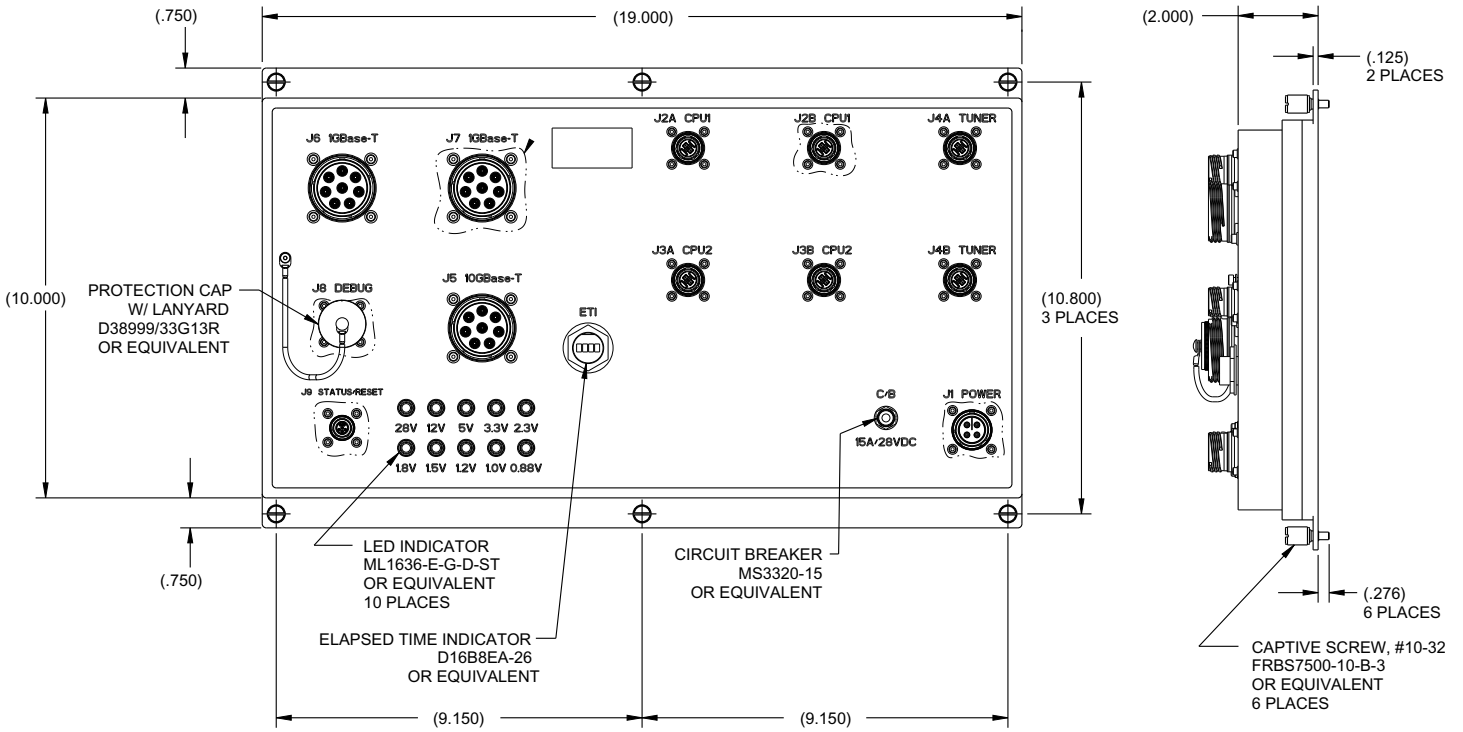 (.750)
(19.000)
(2.000)
(.125)
2 PLACES
J6 1GBase-T
J7 1GBase-T
J2A CPU1
J2B CPU1
J4A TUNER
J3A CPU2
J3B CPU2
J4B TUNER
(10.000)
PROTECTION CAP
W/ LANYARD
D38999/33G13R
OR EQUIVALENT
J8 DEBUG
J5 10GBase-T
ETI
(10.800)
3 PLACES
J9 STATUS/RESET
28V 12V 5V 3.3V 2.3V
1.8V 1.5V 1.2V 1.0V 0.88V
C/B
15A/28VDC
J1 POWER
(.750)
LED INDICATOR
ML1636-E-G-D-ST
OR EQUIVALENT
10 PLACES
ELAPSED TIME INDICATOR
D16B8EA-26
OR EQUIVALENT
CIRCUIT BREAKER
MS3320-15
OR EQUIVALENT
(.276)
6 PLACES
CAPTIVE SCREW, #10-32
FRBS7500-10-B-3
OR EQUIVALENT
6 PLACES
(9.150)
(9.150)